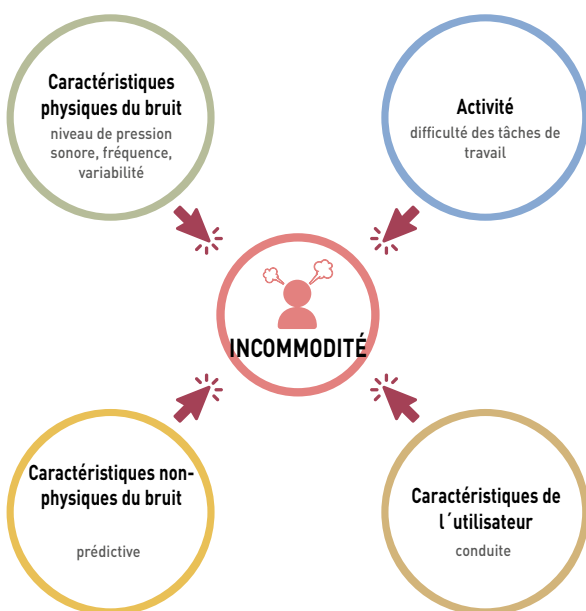 Caractéristiques
physiques du bruit
niveau de pression
sonore, fréquence,
variabilité
Activité
difficulté des tâches de
travail
INCOMMODITÉ
Caractéristiques non-
physiques du bruit
prédictive
Caractéristiques de
l´utilisateur
conduite